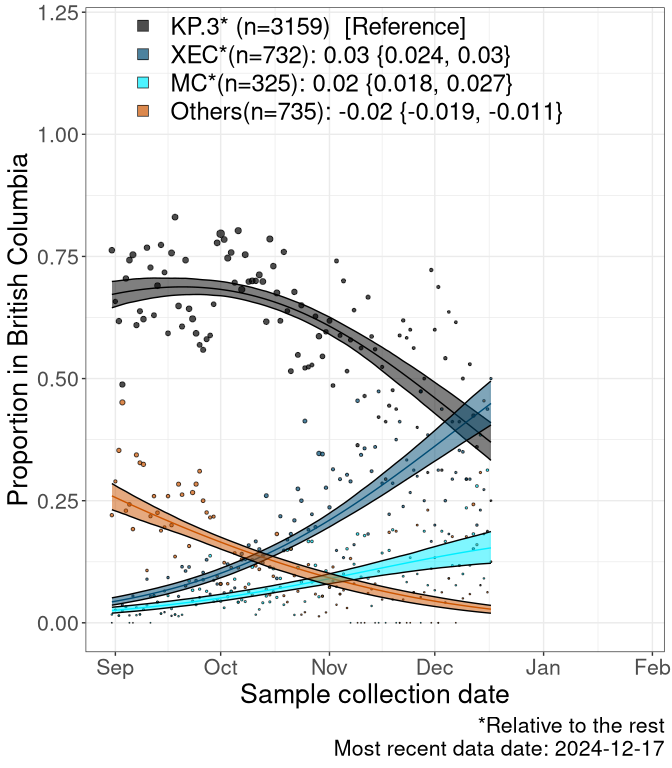 KP.3* (n=3159)  [Reference]
XEC*(n=732): 0.03 {0.024, 0.03}
MC*(n=325): 0.02 {0.018, 0.027}
Others(n=735): -0.02 {-0.019, -0.011}
Proportion in British Columbia
1.25
1.00
0.75
0.50
0.25
0.00
Sep Oct Nov Dec Jan Feb
Sample collection date
*Relative to the rest
Most recent data date: 2024-12-17